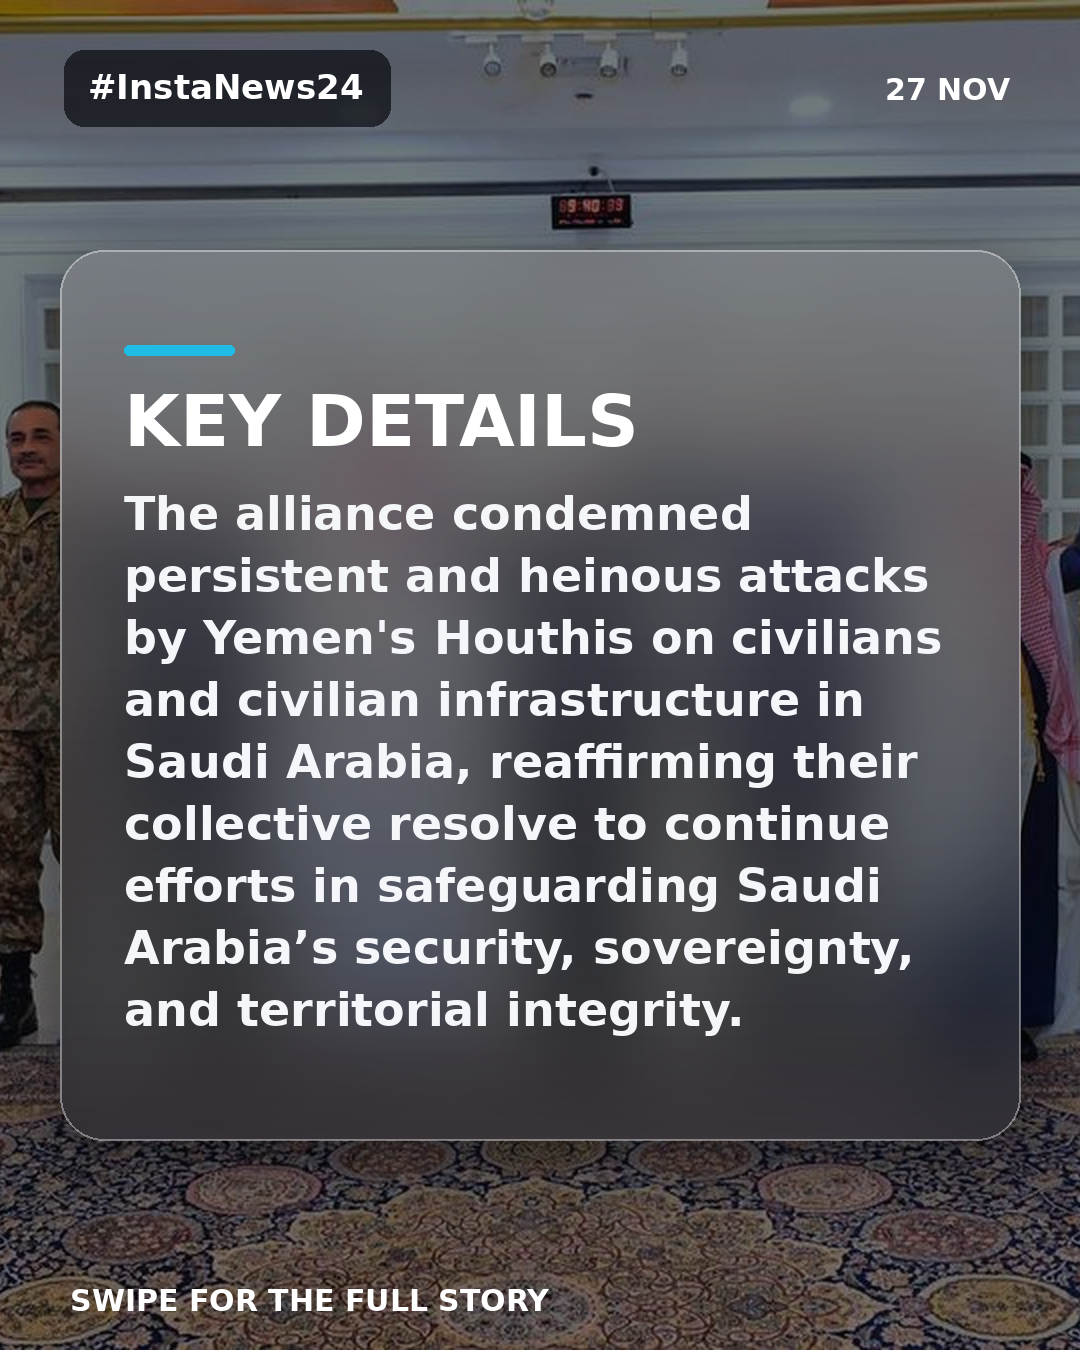 #InstaNews24
27 NOV
KEY DETAILS
The alliance condemned
persistent and heinous attacks
by Yemen's Houthis on civilians
and civilian infrastructure in
Saudi Arabia, reaffirming their
collective resolve to continue
efforts in safeguarding Saudi
Arabia’s security, sovereignty,
and territorial integrity.
SWIPE FOR THE FULL STORY